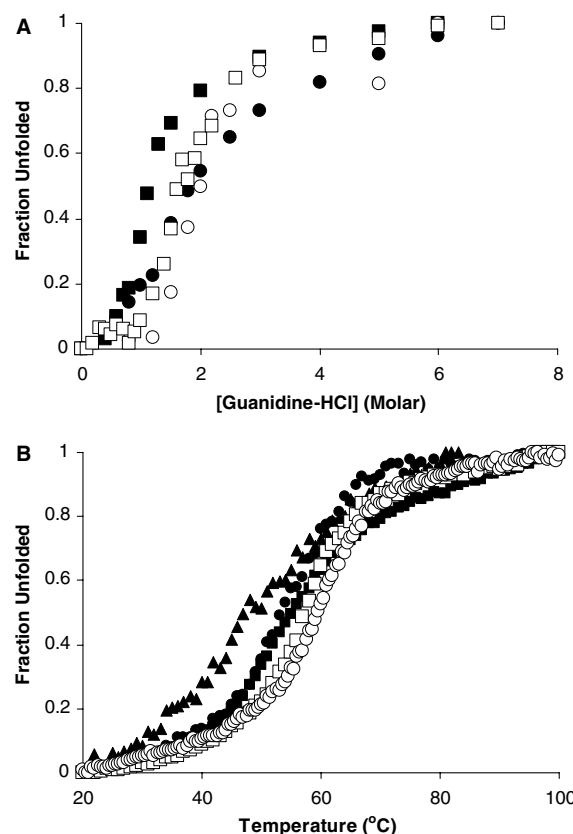 A
Fraction Unfolded
1
0.8
0.6
0.4
0.2
0
0 2 4 6 8
[Guanidine-HCl] (Molar)
B
Fraction Unfolded
1
0.8
0.6
0.4
0.2
0
20 40 60 80 100
Temperature (°C)